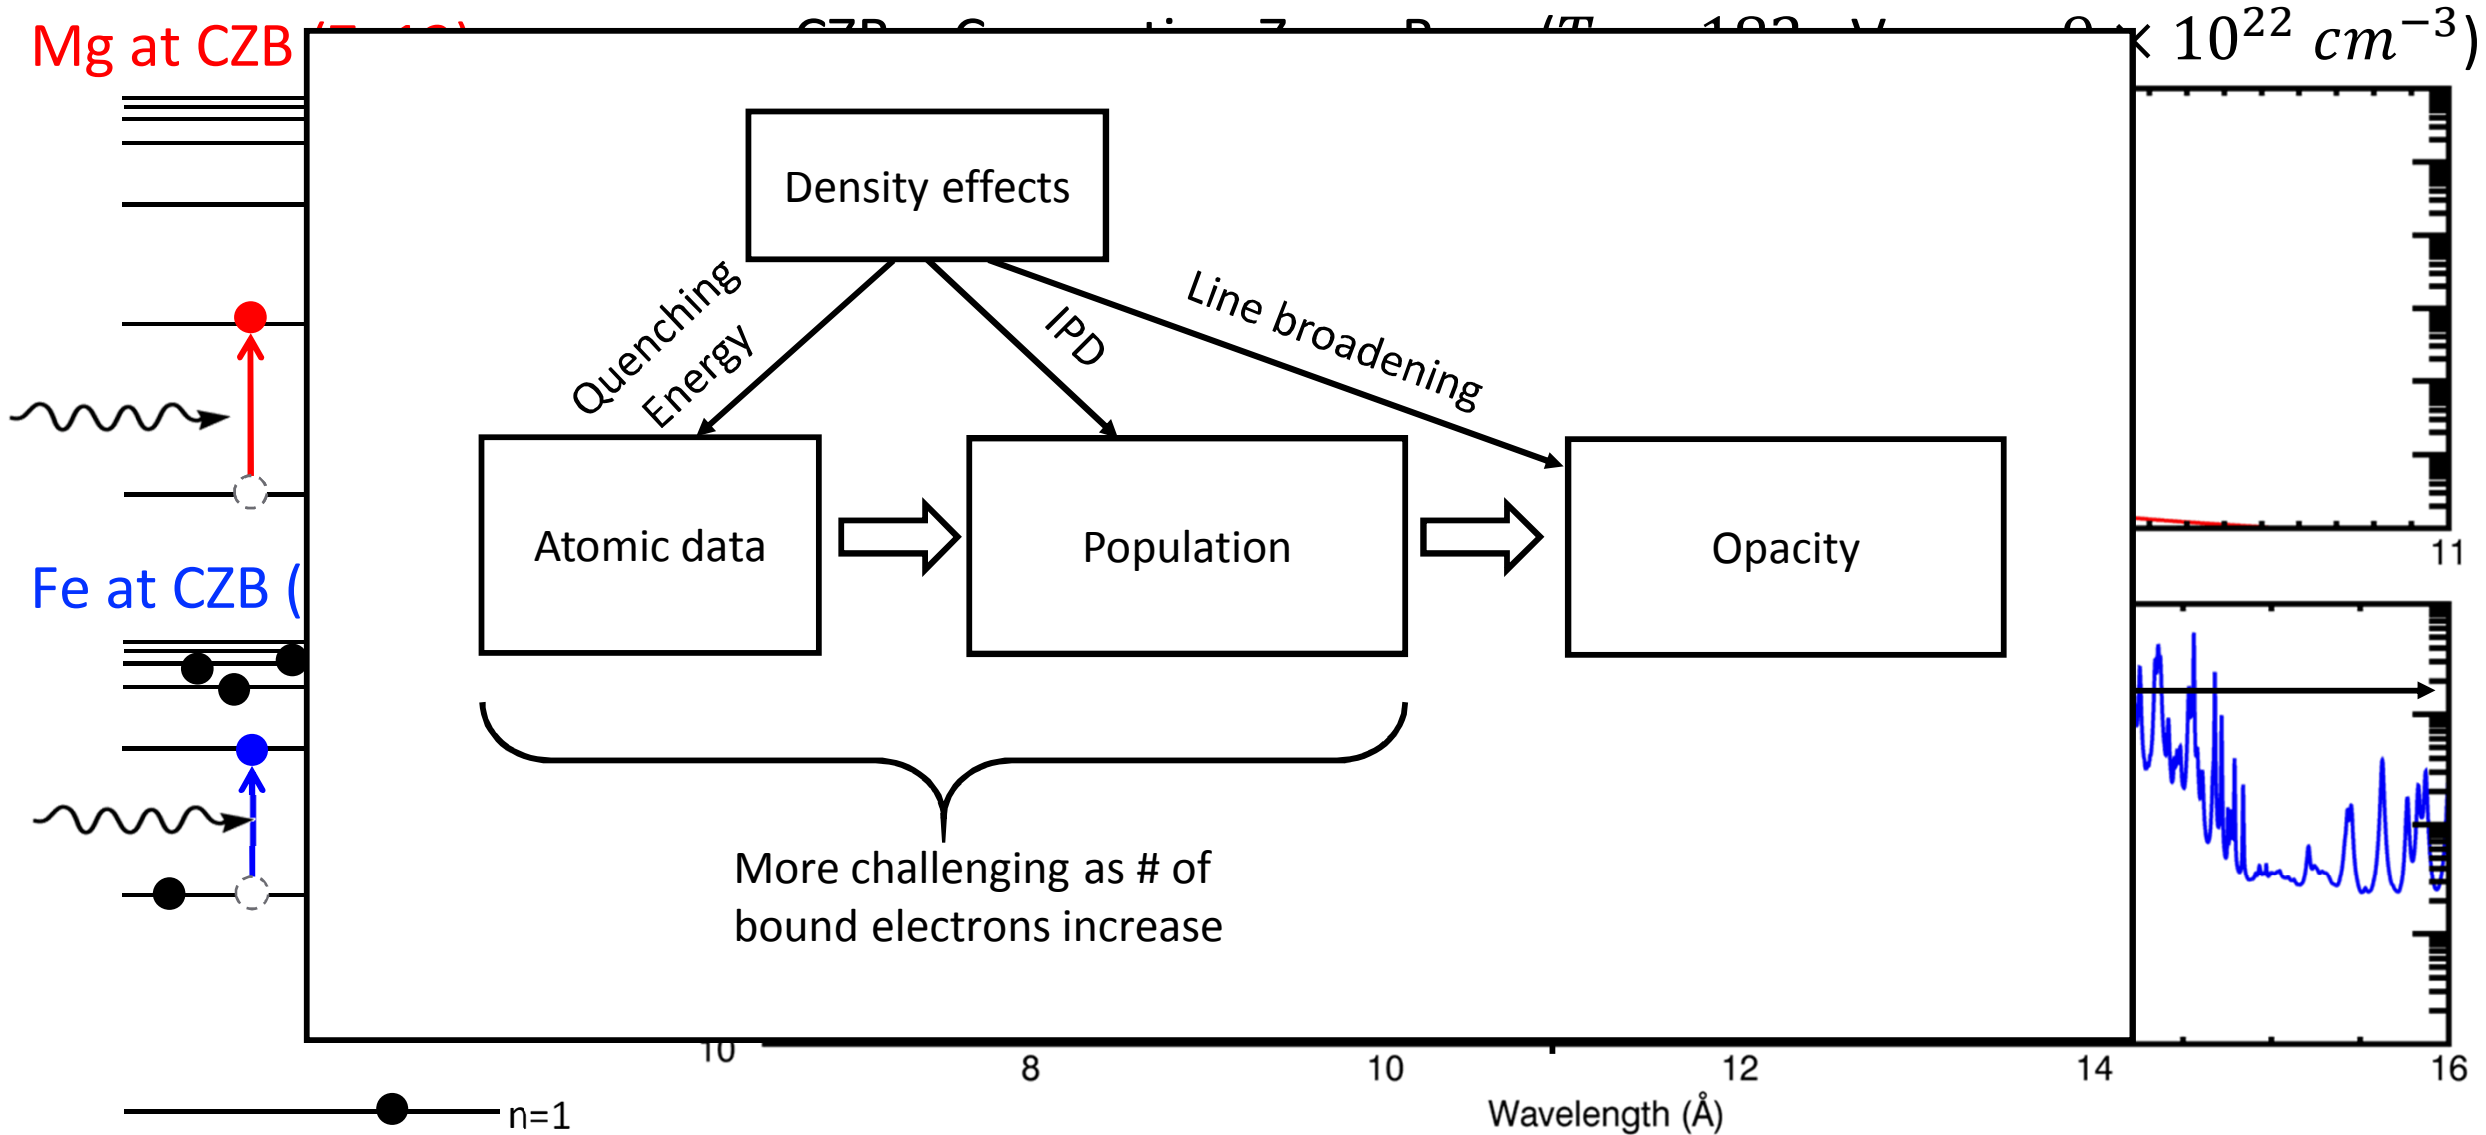 Mg at CZB
× 10²² cm⁻³)
Density effects
Quenching
Energy
IPD
Line broadening
Atomic data
Population
Opacity
11
Fe at CZB (
More challenging as # of
bound electrons increase
10
8
10
12
14
16
Wavelength (Å)
n=1